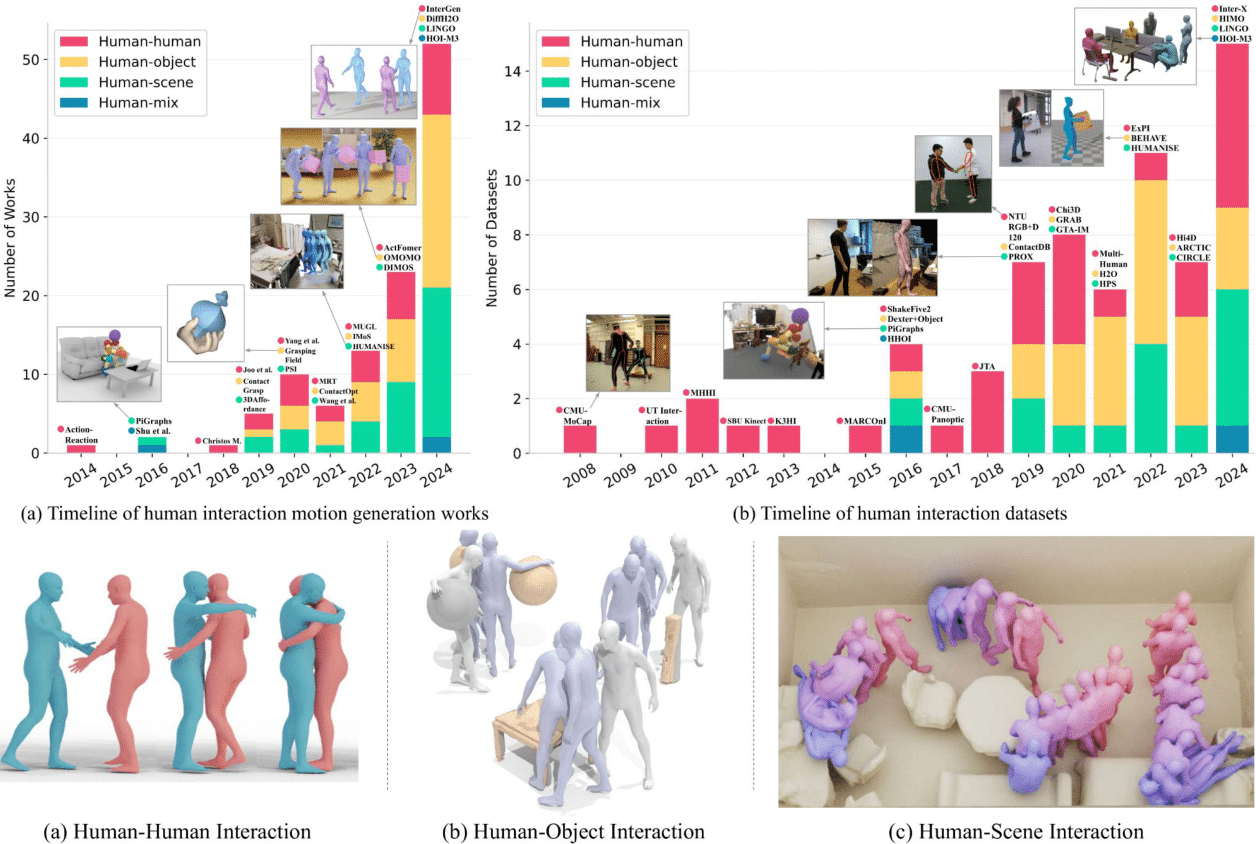 Number of Works
50
40
30
20
10
0
Human-human
Human-object
Human-scene
Human-mix
Action-
Reaction
PiGraphs
Shu et al.
Christos M.
Joo et al.
Contact
Grasp
3DAffo-
rdance
Yang et al.
Grasping
Field
PSI
MRT
ContactOpt
Wang et al.
MUGL
IMoS
HUMANISE
ActFomer
OMOMO
DIMOS
InterGen
DiffH2O
LINGO
HOI-M3
2014
2015
2016
2017
2018
2019
2020
2021
2022
2023
2024
(a) Timeline of human interaction motion generation works
Number of Datasets
14
12
10
8
6
4
2
0
Human-human
Human-object
Human-scene
Human-mix
CMU-
MoCap
UT Inter-
action
MHHI
SBU Kinect
K3HI
MARCOnI
ShakeFive2
Dexter+Object
PiGraphs
HHOI
CMU-
Panoptic
JTA
NTU
RGB+D
120
ContactDB
PROX
Chi3D
GRAB
GTA-IM
Multi-
Human
H2O
HPS
ExPI
BEHAVE
HUMANISE
Hi4D
ARCTIC
CIRCLE
Inter-X
HIMO
LINGO
HOI-M3
2008
2009
2010
2011
2012
2013
2014
2015
2016
2017
2018
2019
2020
2021
2022
2023
2024
(b) Timeline of human interaction datasets
(a) Human-Human Interaction
(b) Human-Object Interaction
(c) Human-Scene Interaction